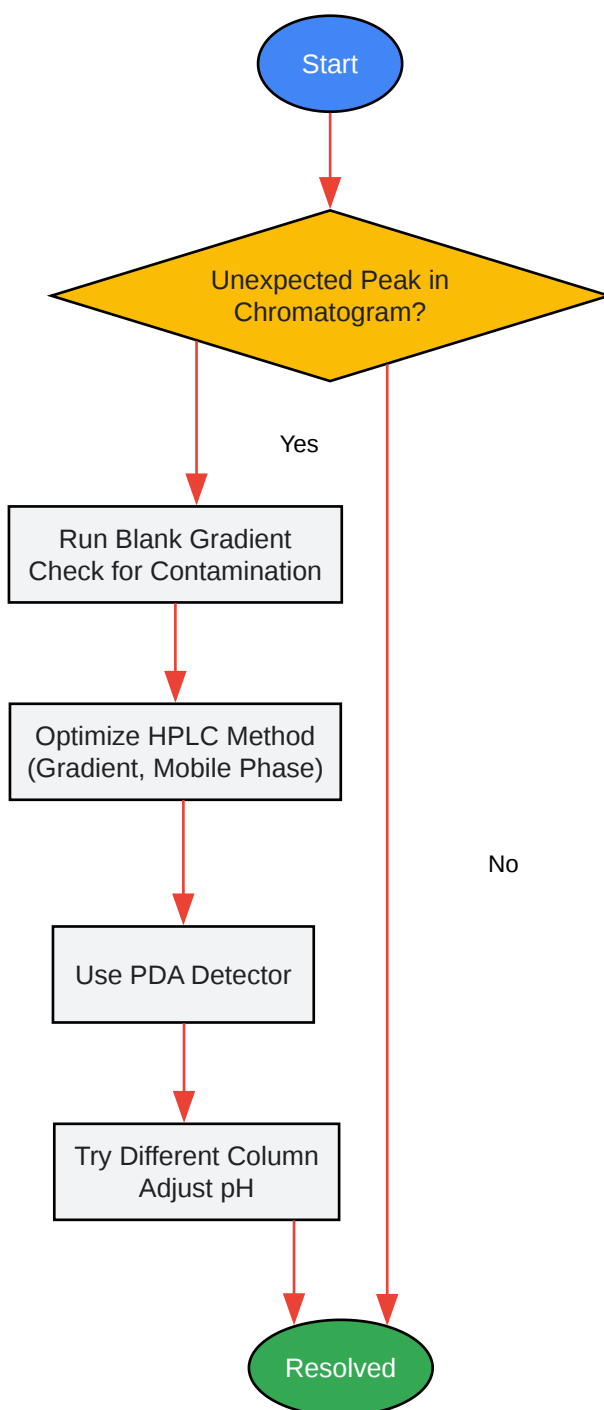 Start
Unexpected Peak in
Chromatogram?
Yes
Run Blank Gradient
Check for Contamination
Optimize HPLC Method
(Gradient, Mobile Phase)
No
Use PDA Detector
Try Different Column
Adjust pH
Resolved